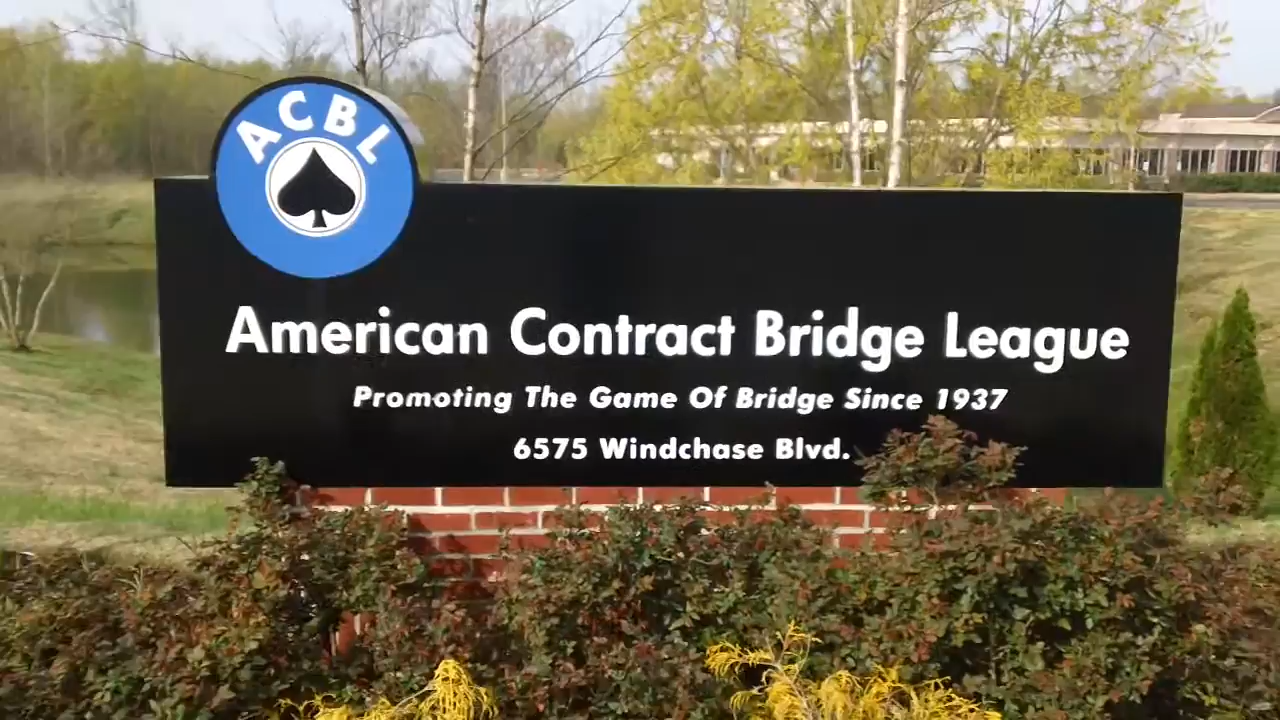 ACBL
American Contract Bridge League
Promoting The Game Of Bridge Since 1937
6575 Windchase Blvd.